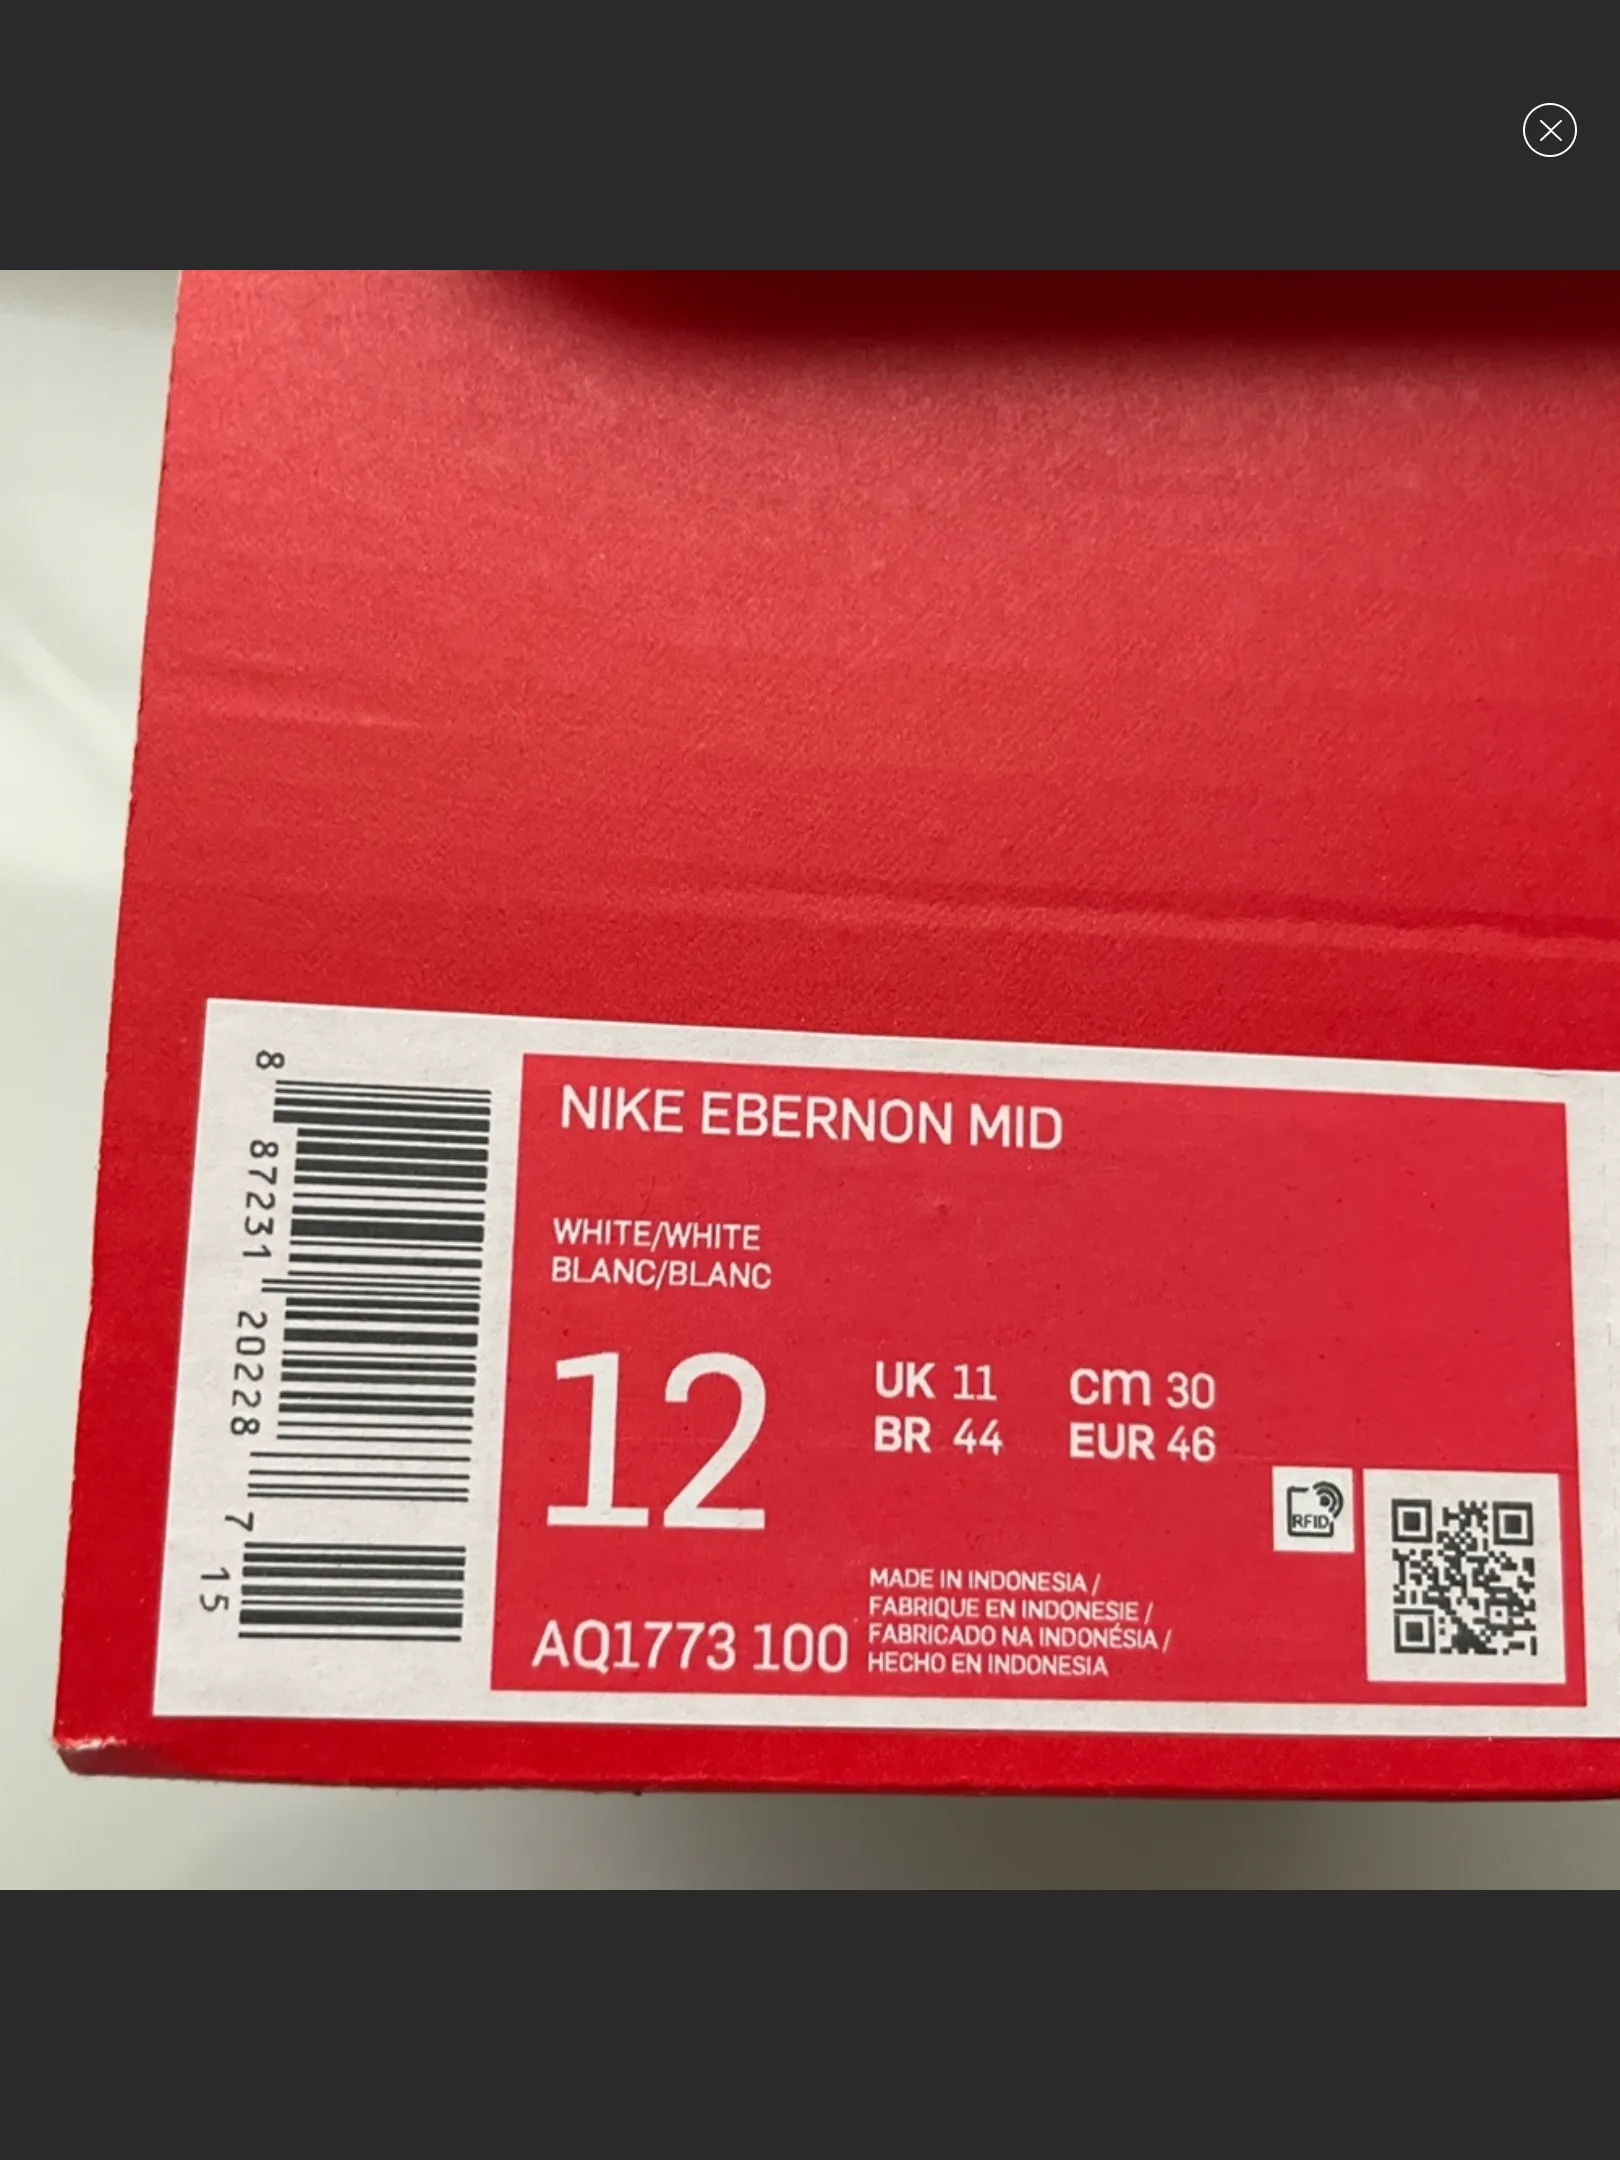 8 87231 20228 7 15
NIKE EBERNON MID
WHITE/WHITE
BLANC/BLANC
12
UK 11 cm 30
BR 44 EUR 46
RFID
AQ1773 100
MADE IN INDONESIA /
FABRIQUE EN INDONESIE /
FABRICADO NA INDONÉSIA /
HECHO EN INDONESIA